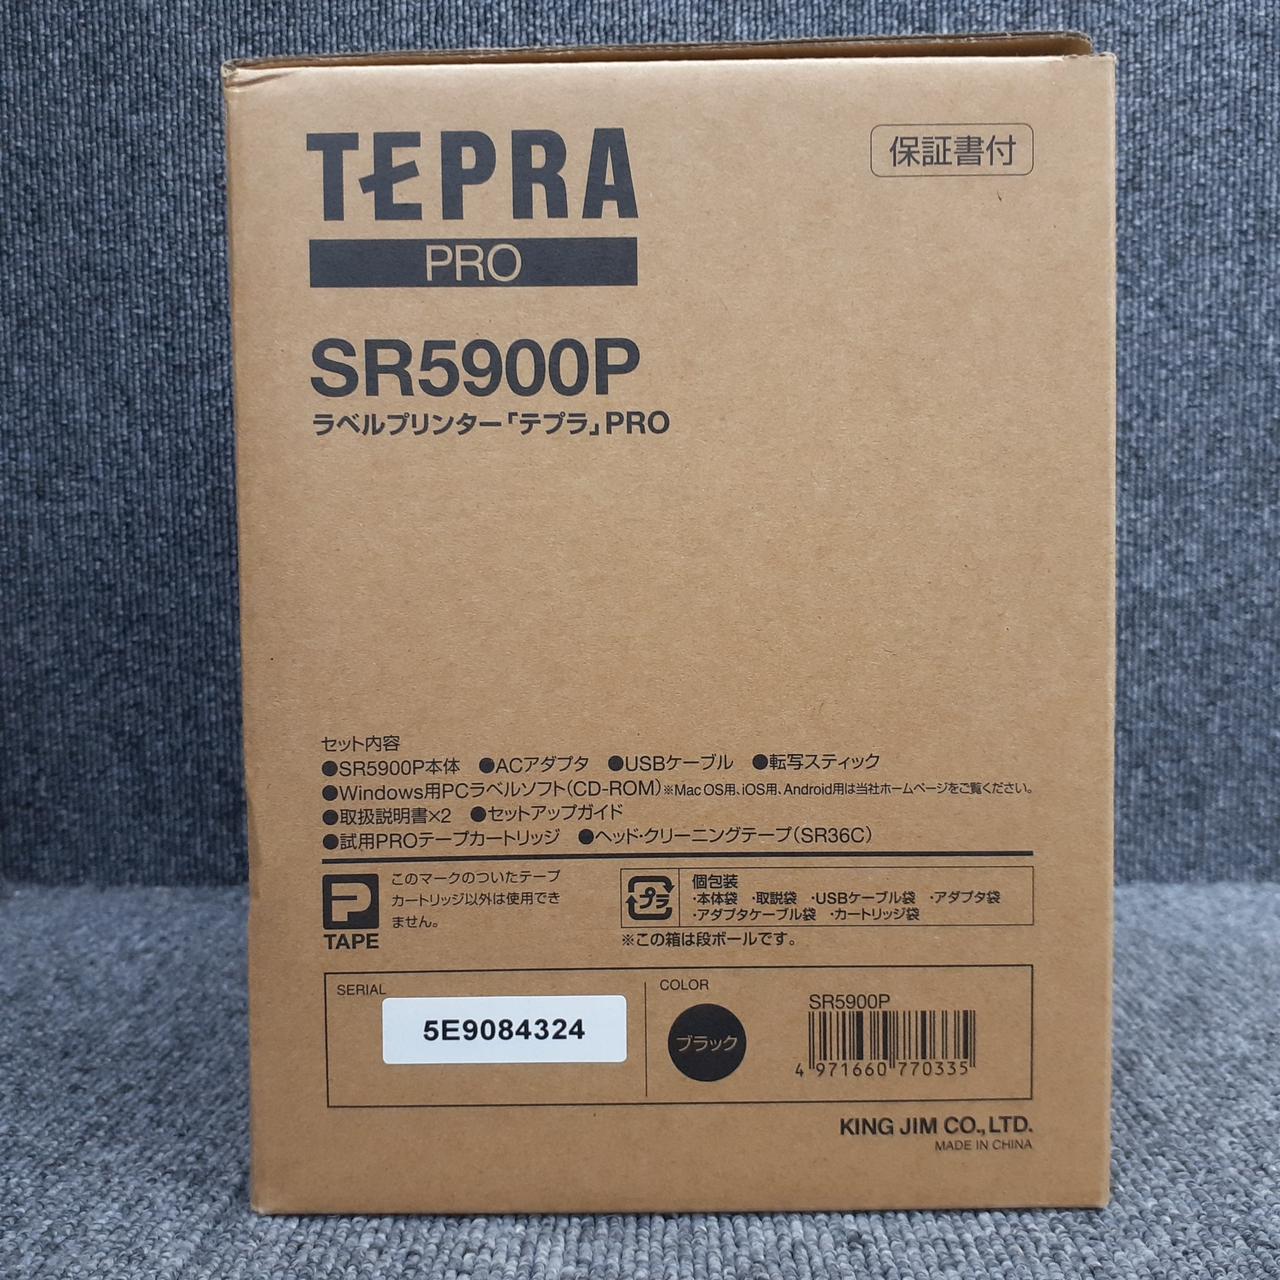 TEPRA
PRO
保証書付
SR5900P
ラベルプリンター「テプラ」PRO
セット内容
●SR5900P本体 ●ACアダプタ ●USBケーブル ●転写スティック
●Windows用PCラベルソフト(CD-ROM)※Mac OS用、iOS用、Android用は当社ホームページをご覧ください。
●取扱説明書×2 ●セットアップガイド
●試用PROテープカートリッジ ●ヘッド・クリーニングテープ(SR36C)
P
TAPE
このマークのついたテープ
カートリッジ以外は使用でき
ません。
プラ
個包装
・本体袋 ・取説袋 ・USBケーブル袋 ・アダプタ袋
・アダプタケーブル袋 ・カートリッジ袋
※この箱は段ボールです。
SERIAL
5E9084324
COLOR
ブラック
SR5900P
4 971660 770335
KING JIM CO., LTD.
MADE IN CHINA